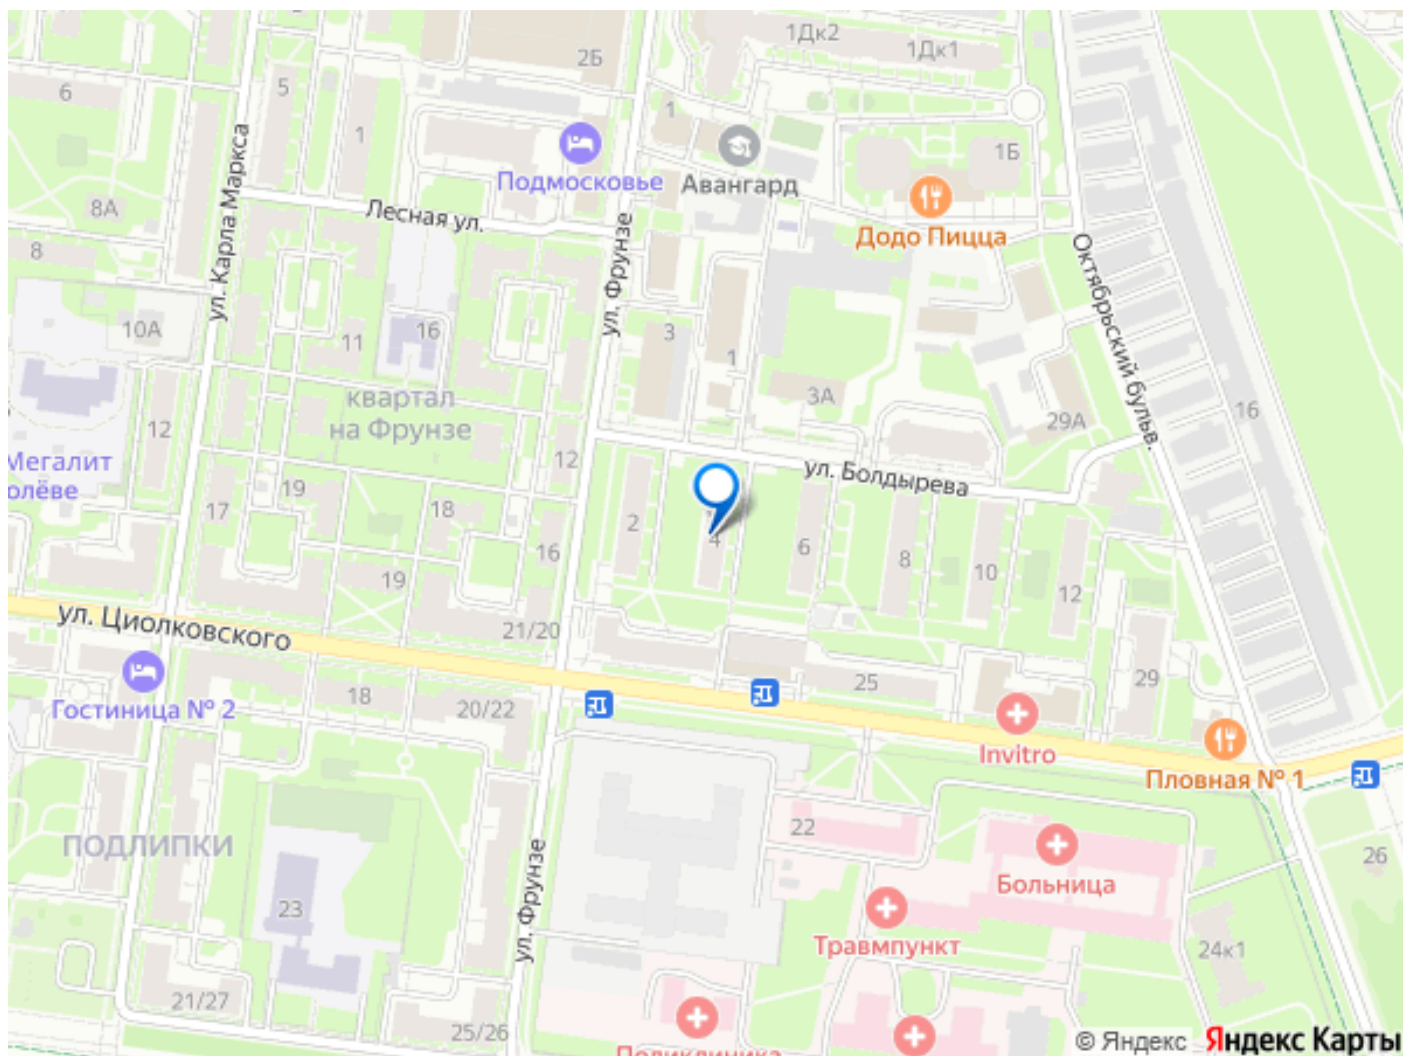 1Дк2
1Дк1
2Б
5
6
1
1
Подмосковье
Авангард
1Б
8А
Лесная ул.
ул. Карла Маркса
ул. Фрунзе
Додо Пицца
Октябрьский бульв.
8
10А
11
16
3
1
3А
29А
16
квартал
на Фрунзе
12
12
Мегалит
олёве
19
18
17
ул. Болдырева
2
4
6
8
10
12
16
19
ул. Циолковского
21/20
Гостиница № 2
18
20/22
25
29
Invitro
Пловная № 1
ПОДЛИПКИ
22
Больница
26
ул. Фрунзе
23
Травмпункт
24к1
21/27
25/26
Поликлиника
© Яндекс Яндекс Карты